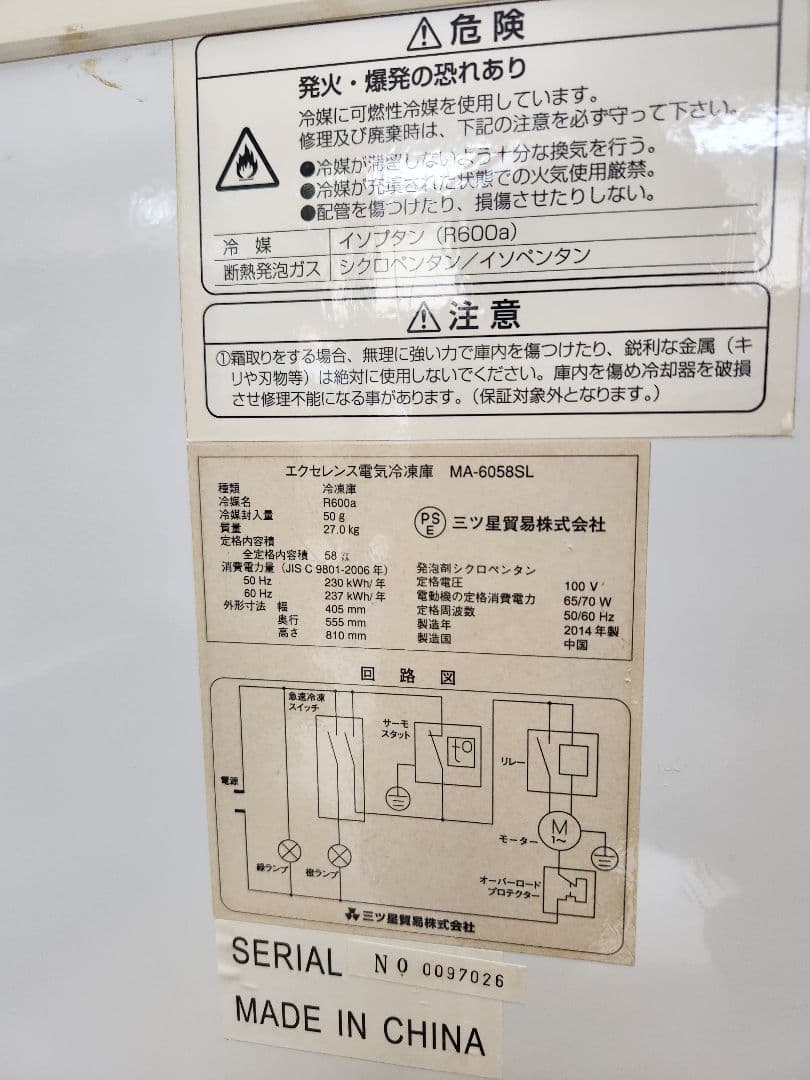 危険
発火・爆発の恐れあり
冷媒に可燃性冷媒を使用しています。
修理及び廃棄時は、下記の注意を必ず守って下さい。
●冷媒が滞留しないよう十分な換気を行う。
●冷媒が充填された状態での火気使用厳禁。
●配管を傷つけたり、損傷させたりしない。
冷媒 イソブタン（R600a）
断熱発泡ガス シクロペンタン／イソペンタン
注意
①霜取りをする場合、無理に強い力で庫内を傷つけたり、鋭利な金属（キ
リや刃物等）は絶対に使用しないでください。庫内を傷め冷却器を破損
させ修理不能になる事があります。（保証対象外となります。）
エクセレンス電気冷凍庫 MA-6058SL
種類 冷凍庫
冷媒名 R600a
冷媒封入量 50 g
質量 27.0 kg
定格内容積
全定格内容積 58
消費電力量（JIS C 9801-2006 年）
50 Hz 230 kWh/ 年
60 Hz 237 kWh/ 年
外形寸法 幅 405 mm
奥行 555 mm
高さ 810 mm
PS E 三ツ星貿易株式会社
発泡剤シクロペンタン
定格電圧 100 V
電動機の定格消費電力 65/70 W
定格周波数 50/60 Hz
製造年 2014 年製
製造国 中国
回路図
急速冷凍
スイッチ
サーモ
スタット
t°
リレー
電源
M
1～
モーター
緑ランプ
橙ランプ
オーバーロード
プロテクター
三ツ星貿易株式会社
SERIAL NO 0097026
MADE IN CHINA